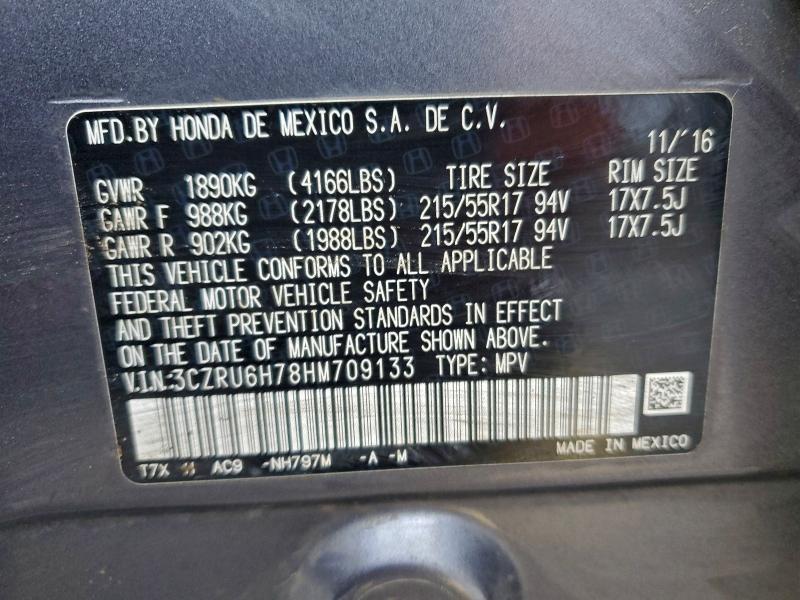 MFD.BY HONDA DE MEXICO S.A. DE C.V.
11/'16
GVWR 1890KG (4166LBS) TIRE SIZE RIM SIZE
GAWR F 988KG (2178LBS) 215/55R17 94V 17X7.5J
GAWR R 902KG (1988LBS) 215/55R17 94V 17X7.5J
THIS VEHICLE CONFORMS TO ALL APPLICABLE
FEDERAL MOTOR VEHICLE SAFETY
AND THEFT PREVENTION STANDARDS IN EFFECT
ON THE DATE OF MANUFACTURE SHOWN ABOVE.
V.I.N:3CZRU6H78HM709133 TYPE: MPV
MADE IN MEXICO
T7X AC9 -NH797M -A -M